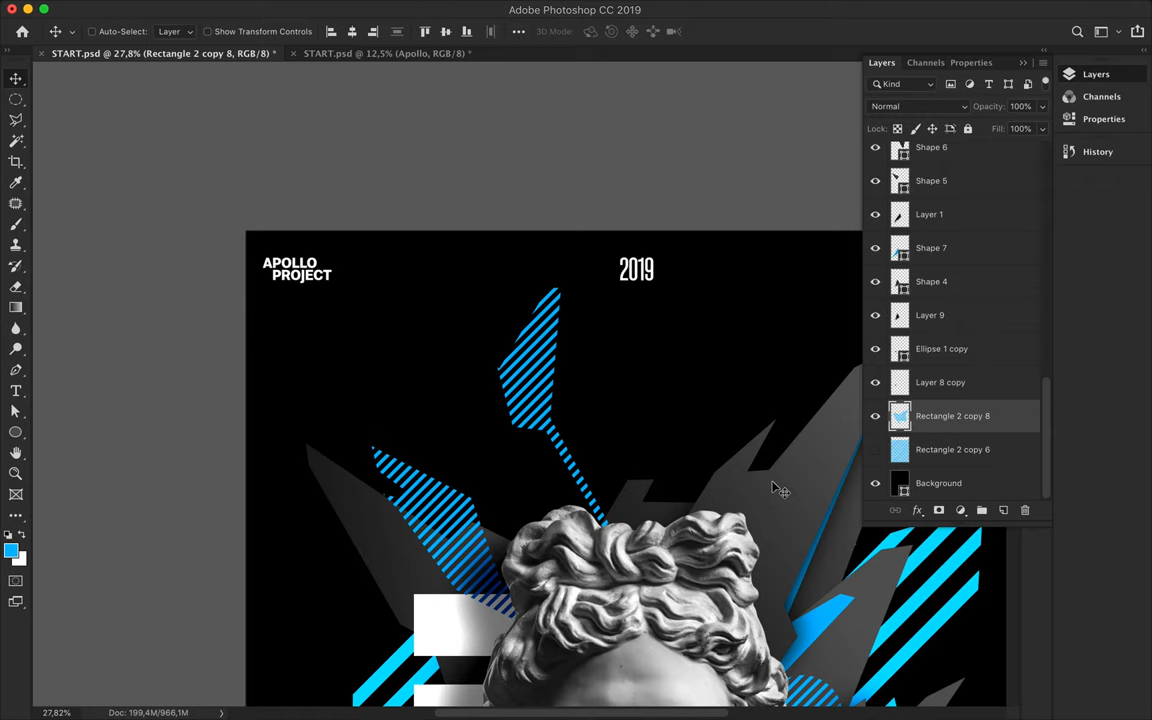 Adobe Photoshop CC 2019
Auto-Select: Layer Show Transform Controls 3D Mode:
START.psd @ 27,8% (Rectangle 2 copy 8, RGB/8) * START.psd @ 12,5% (Apollo, RGB/8) *
Layers Channels Properties
Kind
Normal Opacity: 100%
Lock: Fill: 100%
Shape 6
Shape 5
Layer 1
Shape 7
Shape 4
Layer 9
Ellipse 1 copy
Layer 8 copy
Rectangle 2 copy 8
Rectangle 2 copy 6
Background
fx
Layers
Channels
Properties
History
APOLLO
PROJECT
2019
27,82% Doc: 199,4M/966,1M